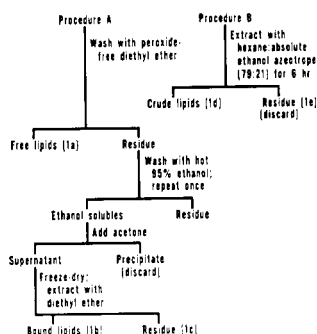 Procedure A
Wash with peroxide-
free diethyl ether
Free lipids [1a]
Residue
Wash with hot
95% ethanol;
repeat once
Ethanol solubles
Residue
Add acetone
Supernatant
Precipitate
[discard]
Freeze-dry;
extract with
diethyl ether
Bound lipids [1b]
Residue [1c]
Procedure B
Extract with
hexane:absolute
ethanol azeotrope
[79:21] for 6 hr
Crude lipids [1d]
Residue [1e]
[discard]